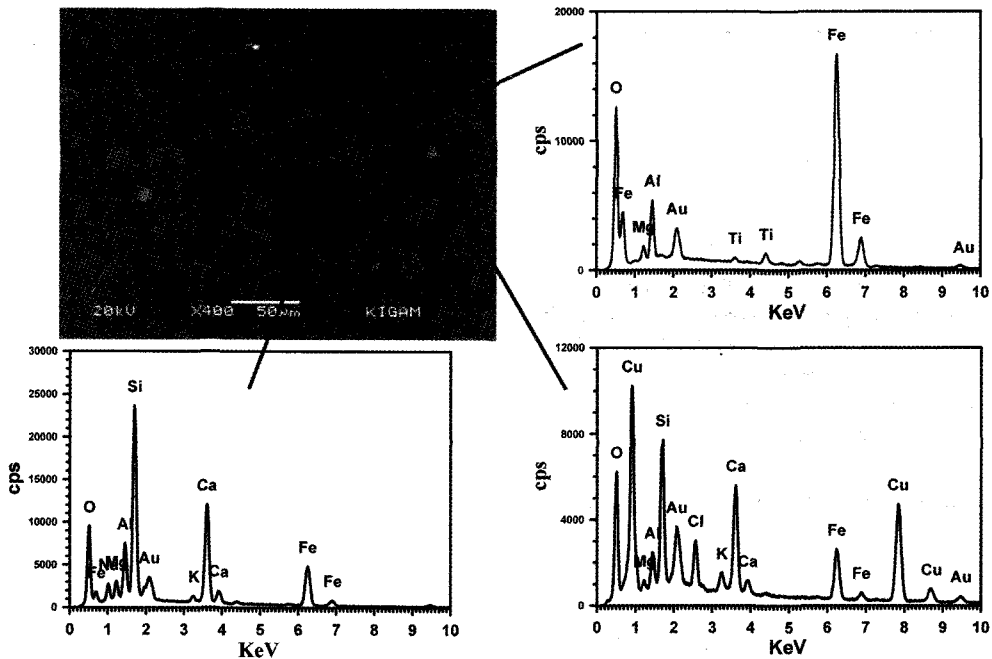 20kV X400 50μm KIGAM
20000
10000
0
cps
O
Fe
Mg
Al
Au
Ti
Ti
Fe
Fe
Au
0 1 2 3 4 5 6 7 8 9 10
KeV
30000
25000
20000
15000
10000
5000
0
cps
O
Fe
Mg
Al
Si
Au
K
Ca
Ca
Fe
Fe
0 1 2 3 4 5 6 7 8 9 10
KeV
12000
8000
4000
0
cps
O
Cu
Mg
Al
Si
Au
Cl
K
Ca
Ca
Fe
Fe
Cu
Cu
Au
0 1 2 3 4 5 6 7 8 9 10
KeV